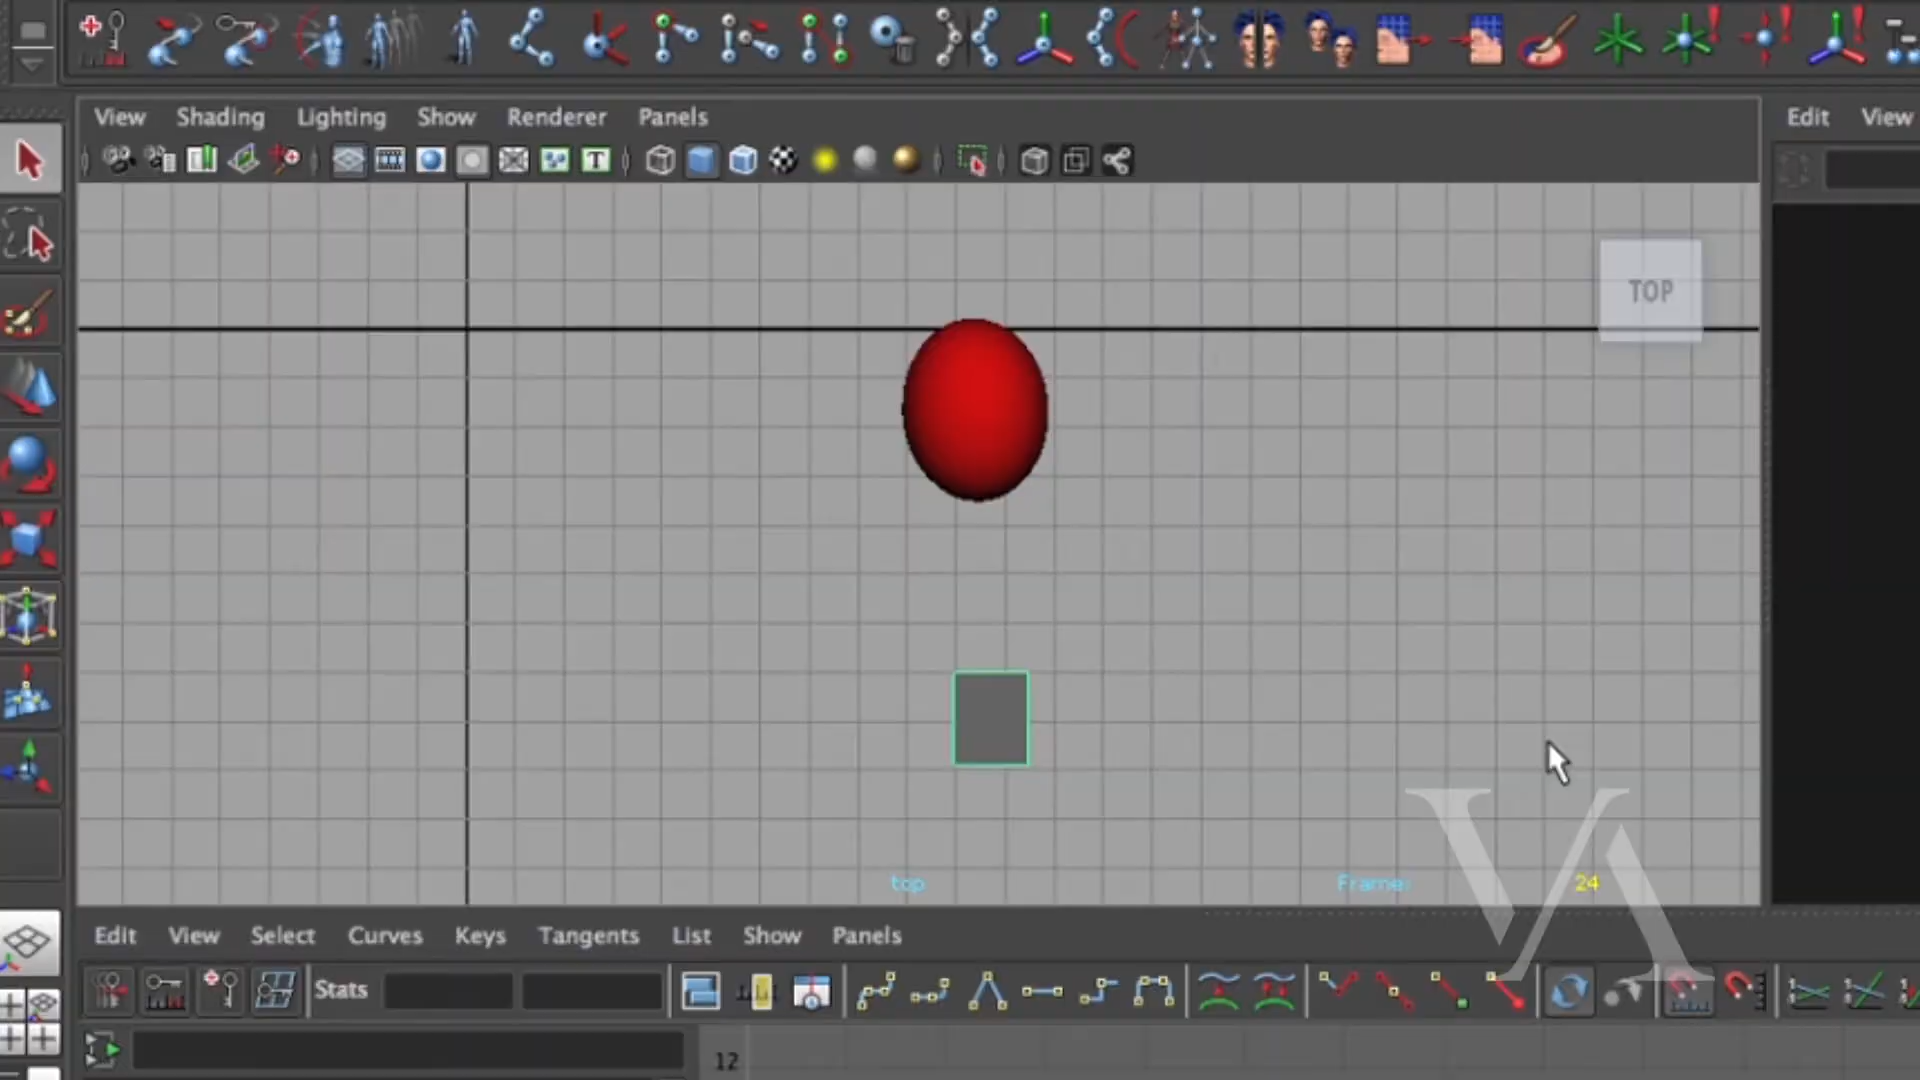 View Shading Lighting Show Renderer Panels
Edit View
T
TOP
top Frame: 24
VA
Edit View Select Curves Keys Tangents List Show Panels
Stats
12